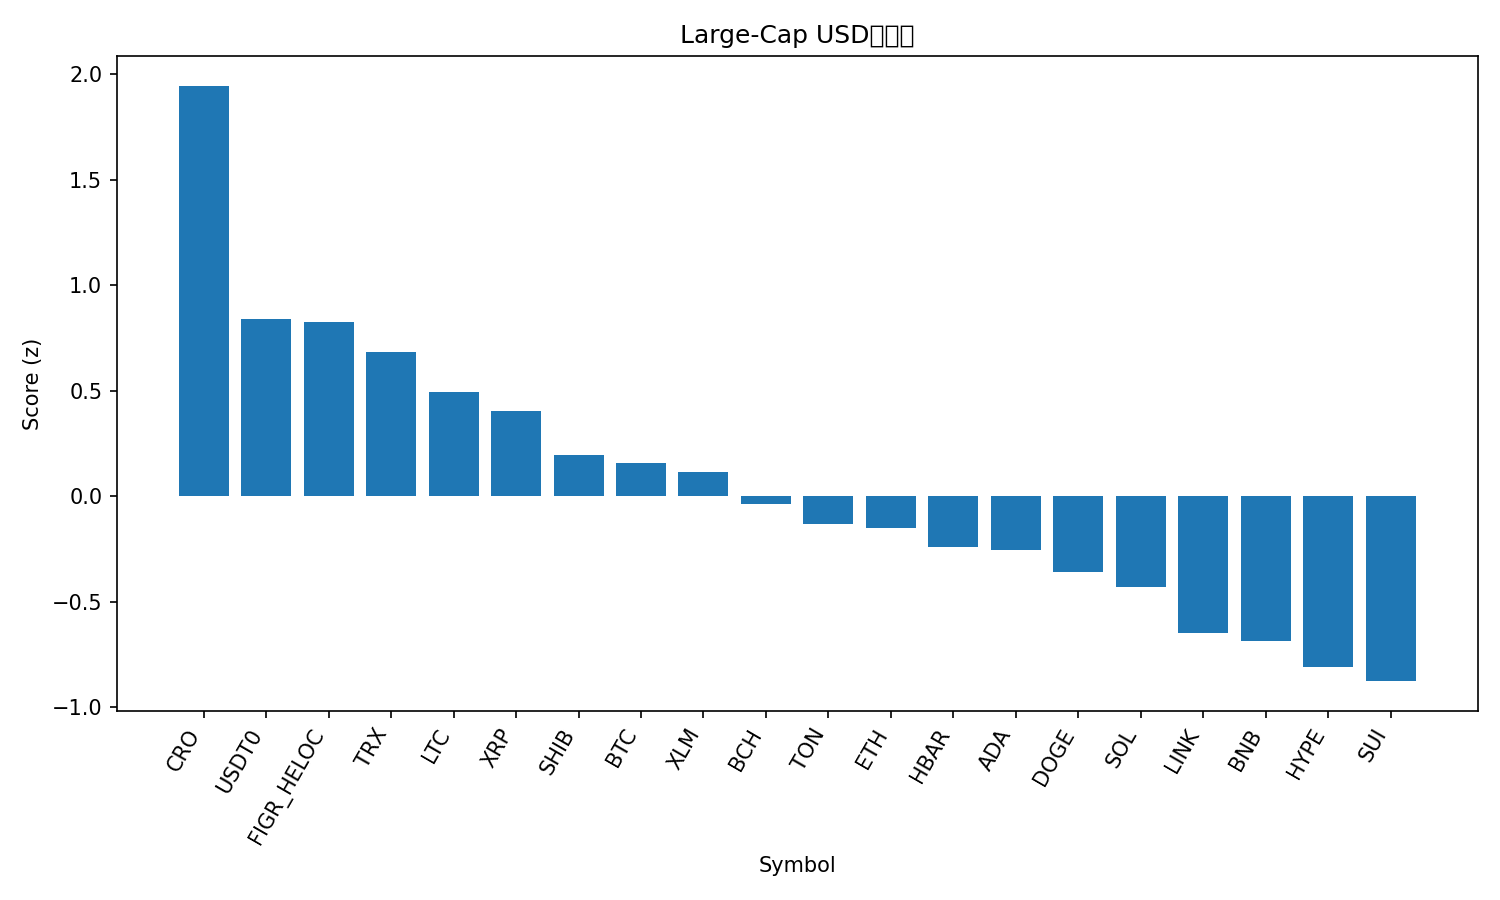 Large-Cap USD
Score (z)
2.0
1.5
1.0
0.5
0.0
−0.5
−1.0
CRO
USDT0
FIGR_HELOC
TRX
LTC
XRP
SHIB
BTC
XLM
BCH
TON
ETH
HBAR
ADA
DOGE
SOL
LINK
BNB
HYPE
SUI
Symbol